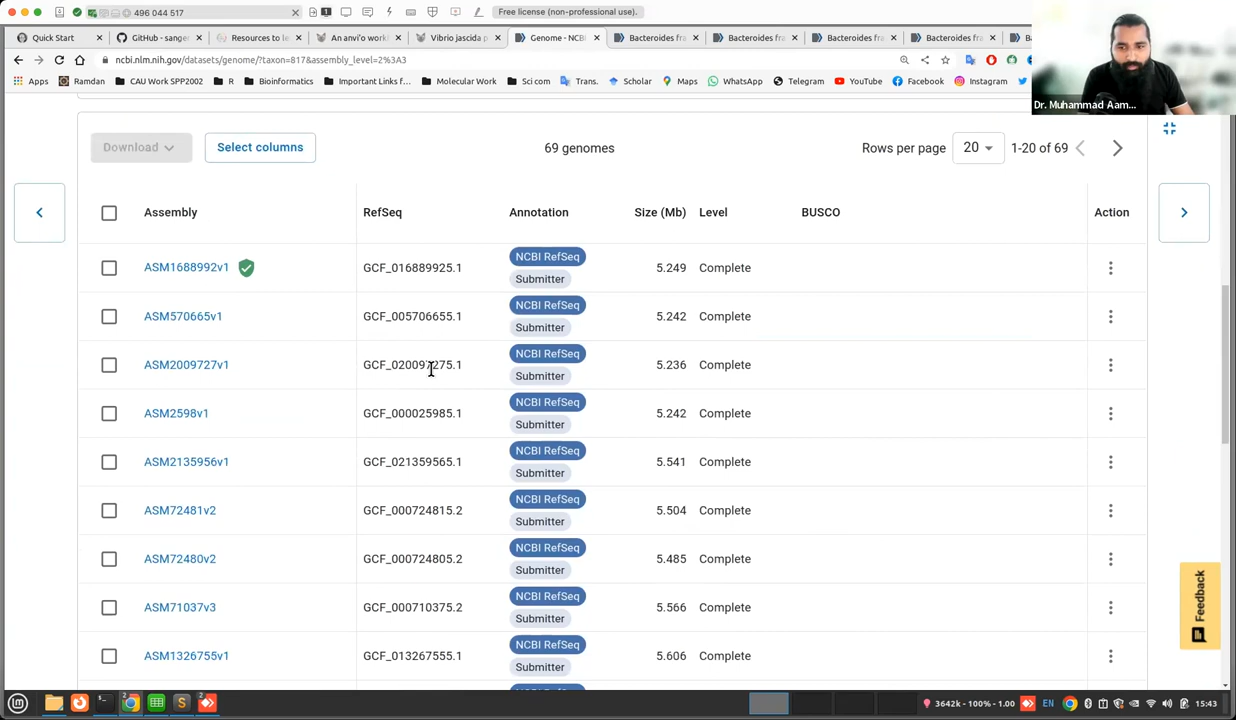 496 044 517
Free license (non-professional use).
Quick Start
GitHub - sange
Resources to le
An anvi'o work
Vibrio jascida p
Genome - NCB
Bacteroides fra
Bacteroides fra
Bacteroides fra
Bacteroides fra
ncbi.nlm.nih.gov/datasets/genome/?taxon=817&assembly_level=2%3A3
Apps
Ramdan
CAU Work SPP2002
R
Bioinformatics
Important Links f...
Molecular Work
Sci com
Trans.
Scholar
Maps
WhatsApp
Telegram
YouTube
Facebook
Instagram
Dr. Muhammad Aam...
Download
Select columns
69 genomes
Rows per page
20
1-20 of 69
Assembly RefSeq Annotation Size (Mb) Level BUSCO Action
ASM1688992v1 GCF_016889925.1 NCBI RefSeq Submitter 5.249 Complete
ASM570665v1 GCF_005706655.1 NCBI RefSeq Submitter 5.242 Complete
ASM2009727v1 GCF_020097275.1 NCBI RefSeq Submitter 5.236 Complete
ASM2598v1 GCF_000025985.1 NCBI RefSeq Submitter 5.242 Complete
ASM2135956v1 GCF_021359565.1 NCBI RefSeq Submitter 5.541 Complete
ASM72481v2 GCF_000724815.2 NCBI RefSeq Submitter 5.504 Complete
ASM72480v2 GCF_000724805.2 NCBI RefSeq Submitter 5.485 Complete
ASM71037v3 GCF_000710375.2 NCBI RefSeq Submitter 5.566 Complete
ASM1326755v1 GCF_013267555.1 NCBI RefSeq Submitter 5.606 Complete
Feedback
3642k - 100% - 1.00
EN
15:43